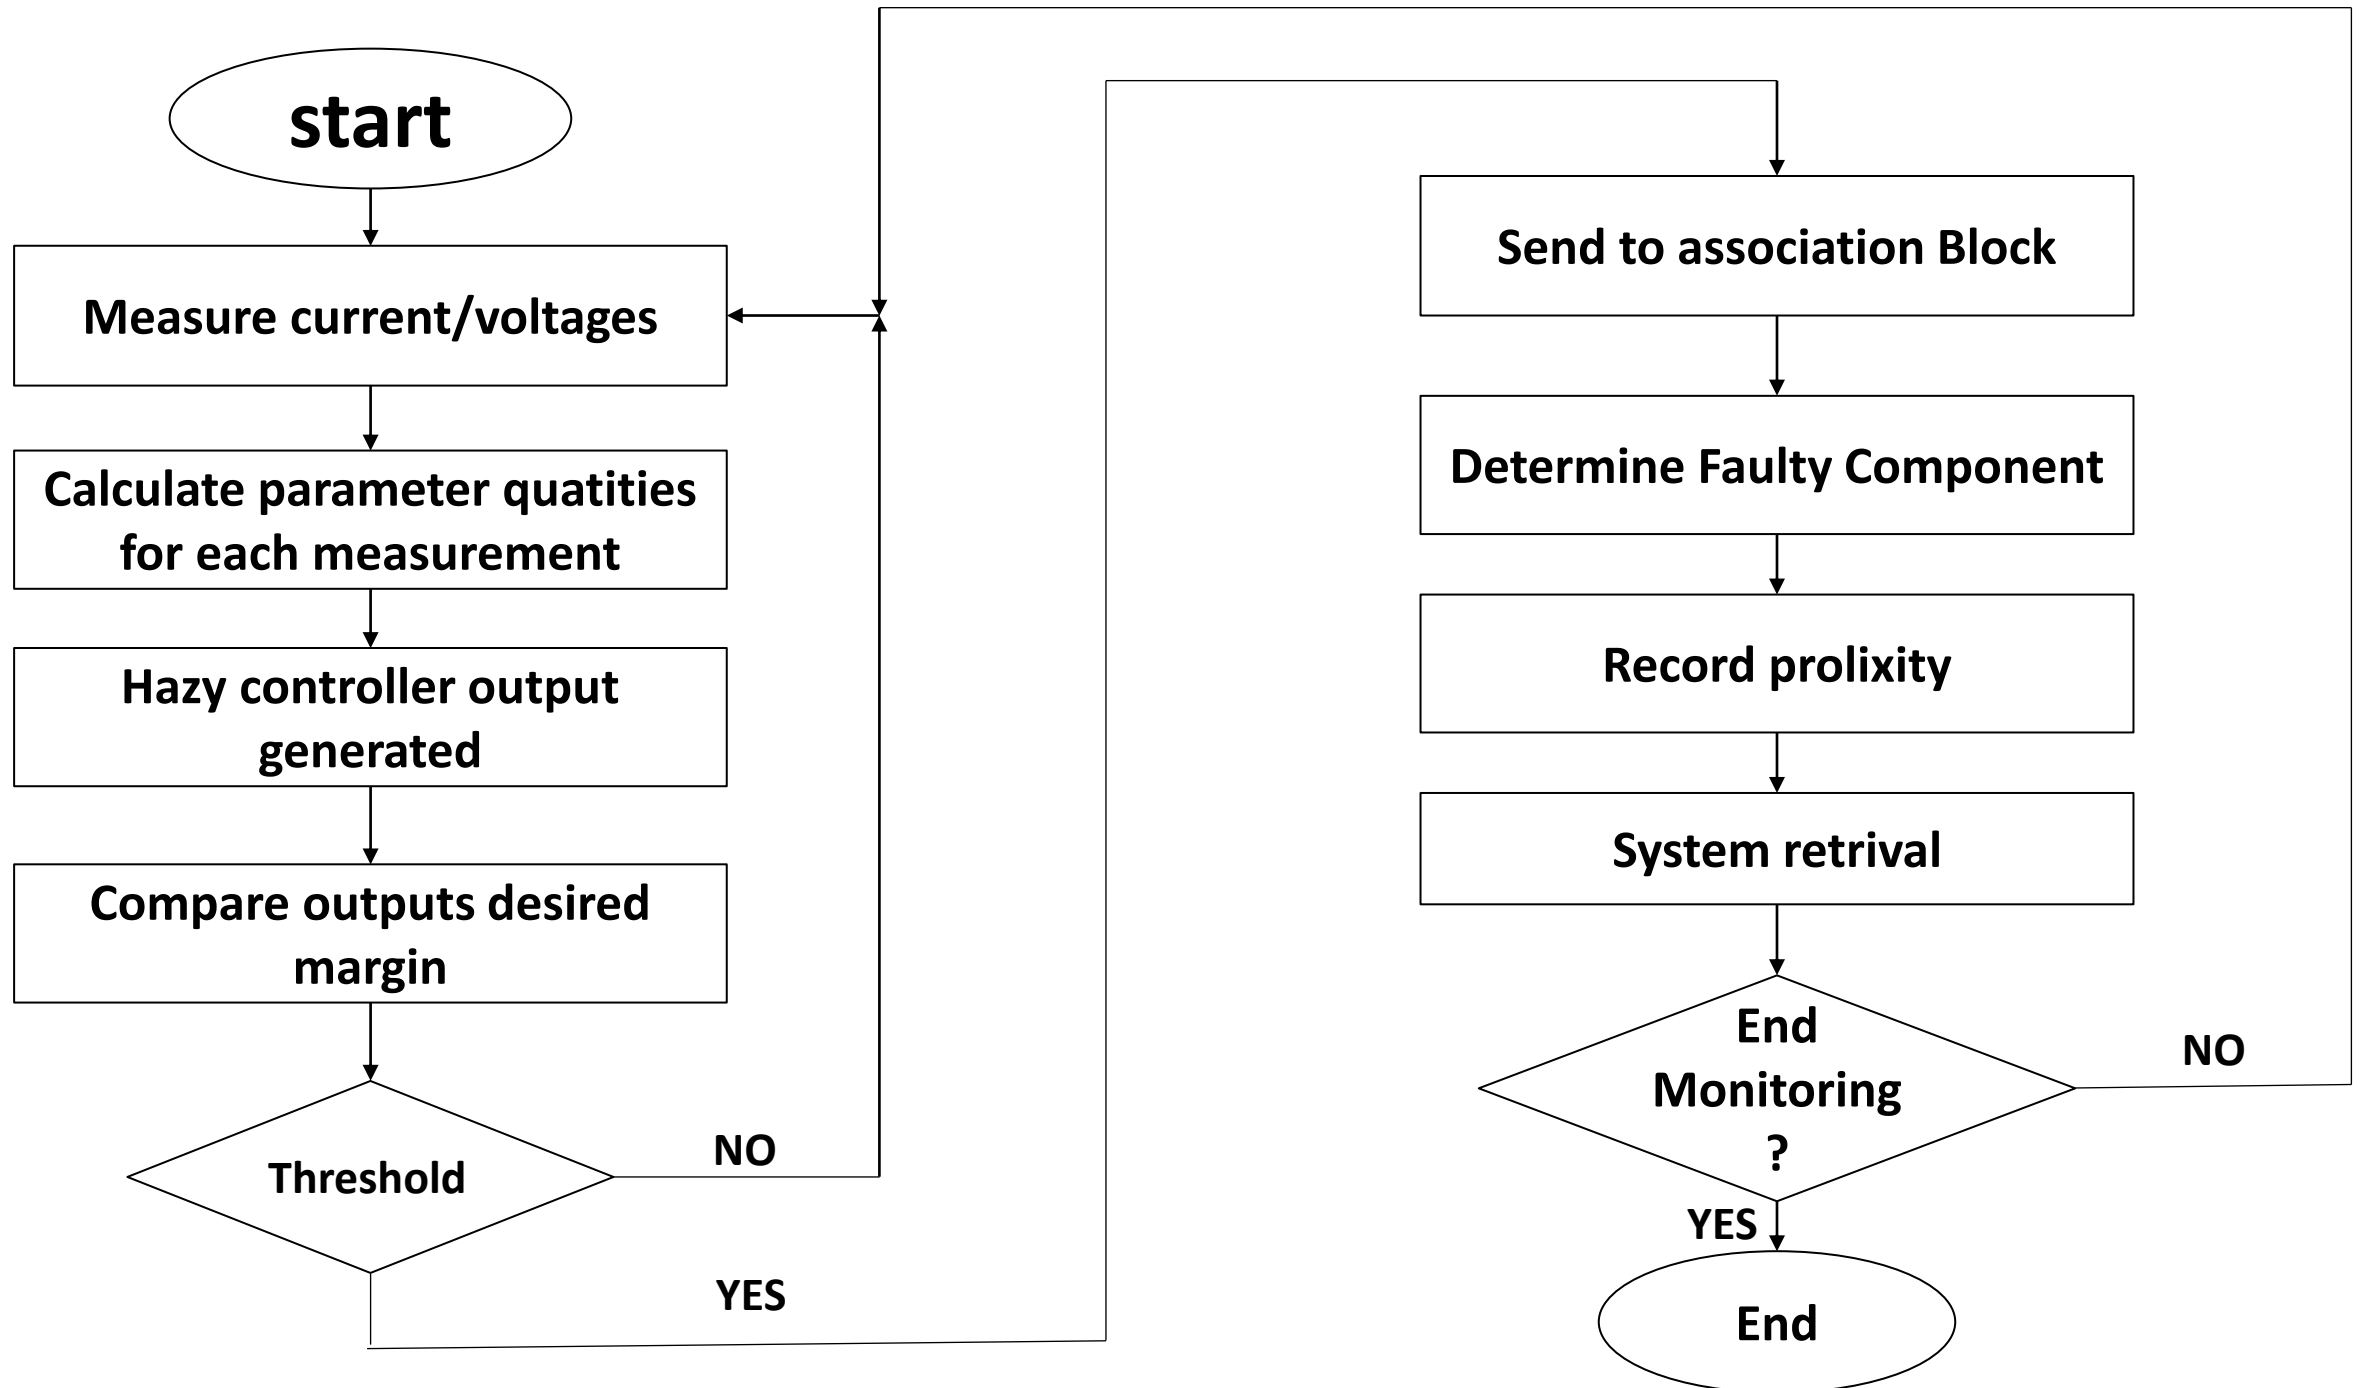 start
Measure current/voltages
Calculate parameter quatities
for each measurement
Hazy controller output
generated
Compare outputs desired
margin
Threshold
NO
YES
Send to association Block
Determine Faulty Component
Record prolixity
System retrival
End
Monitoring
?
NO
YES
End